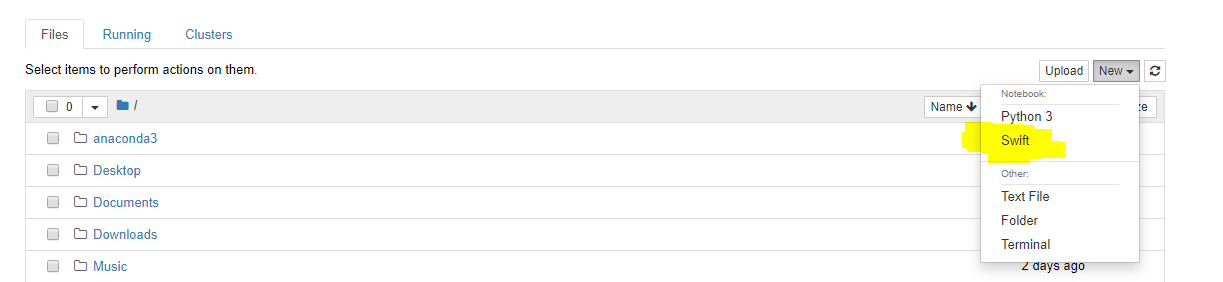 Files Running Clusters
Select items to perform actions on them.
Upload New
0 / Name ze
Notebook:
Python 3
Swift
Other:
Text File
Folder
Terminal
anaconda3
Desktop
Documents
Downloads
Music 2 days ago